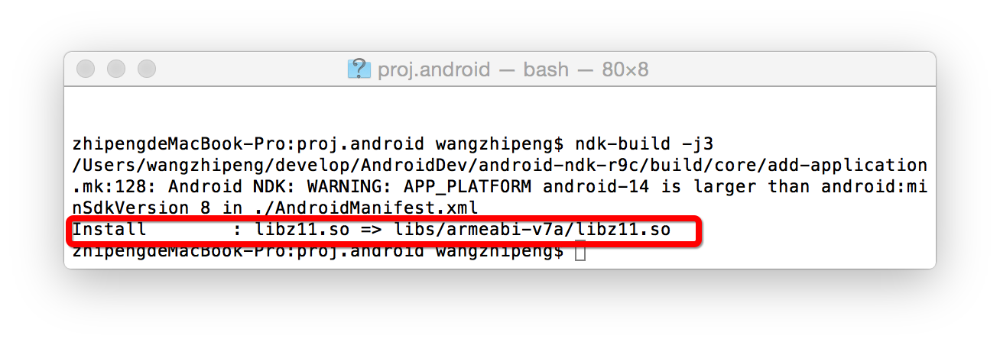 proj.android — bash — 80×8
zhipengdeMacBook-Pro:proj.android wangzhipeng$ ndk-build -j3
/Users/wangzhipeng/develop/AndroidDev/android-ndk-r9c/build/core/add-application
.mk:128: Android NDK: WARNING: APP_PLATFORM android-14 is larger than android:mi
nSdkVersion 8 in ./AndroidManifest.xml
Install        : libz11.so => libs/armeabi-v7a/libz11.so
zhipengdeMacBook-Pro:proj.android wangzhipeng$